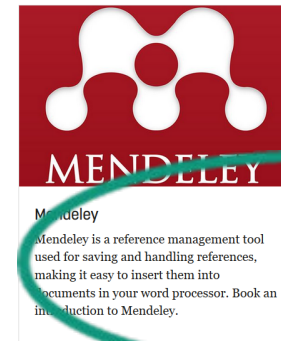 MENDELEY
Mendeley
Mendeley is a reference management tool
used for saving and handling references,
making it easy to insert them into
documents in your word processor. Book an
introduction to Mendeley.